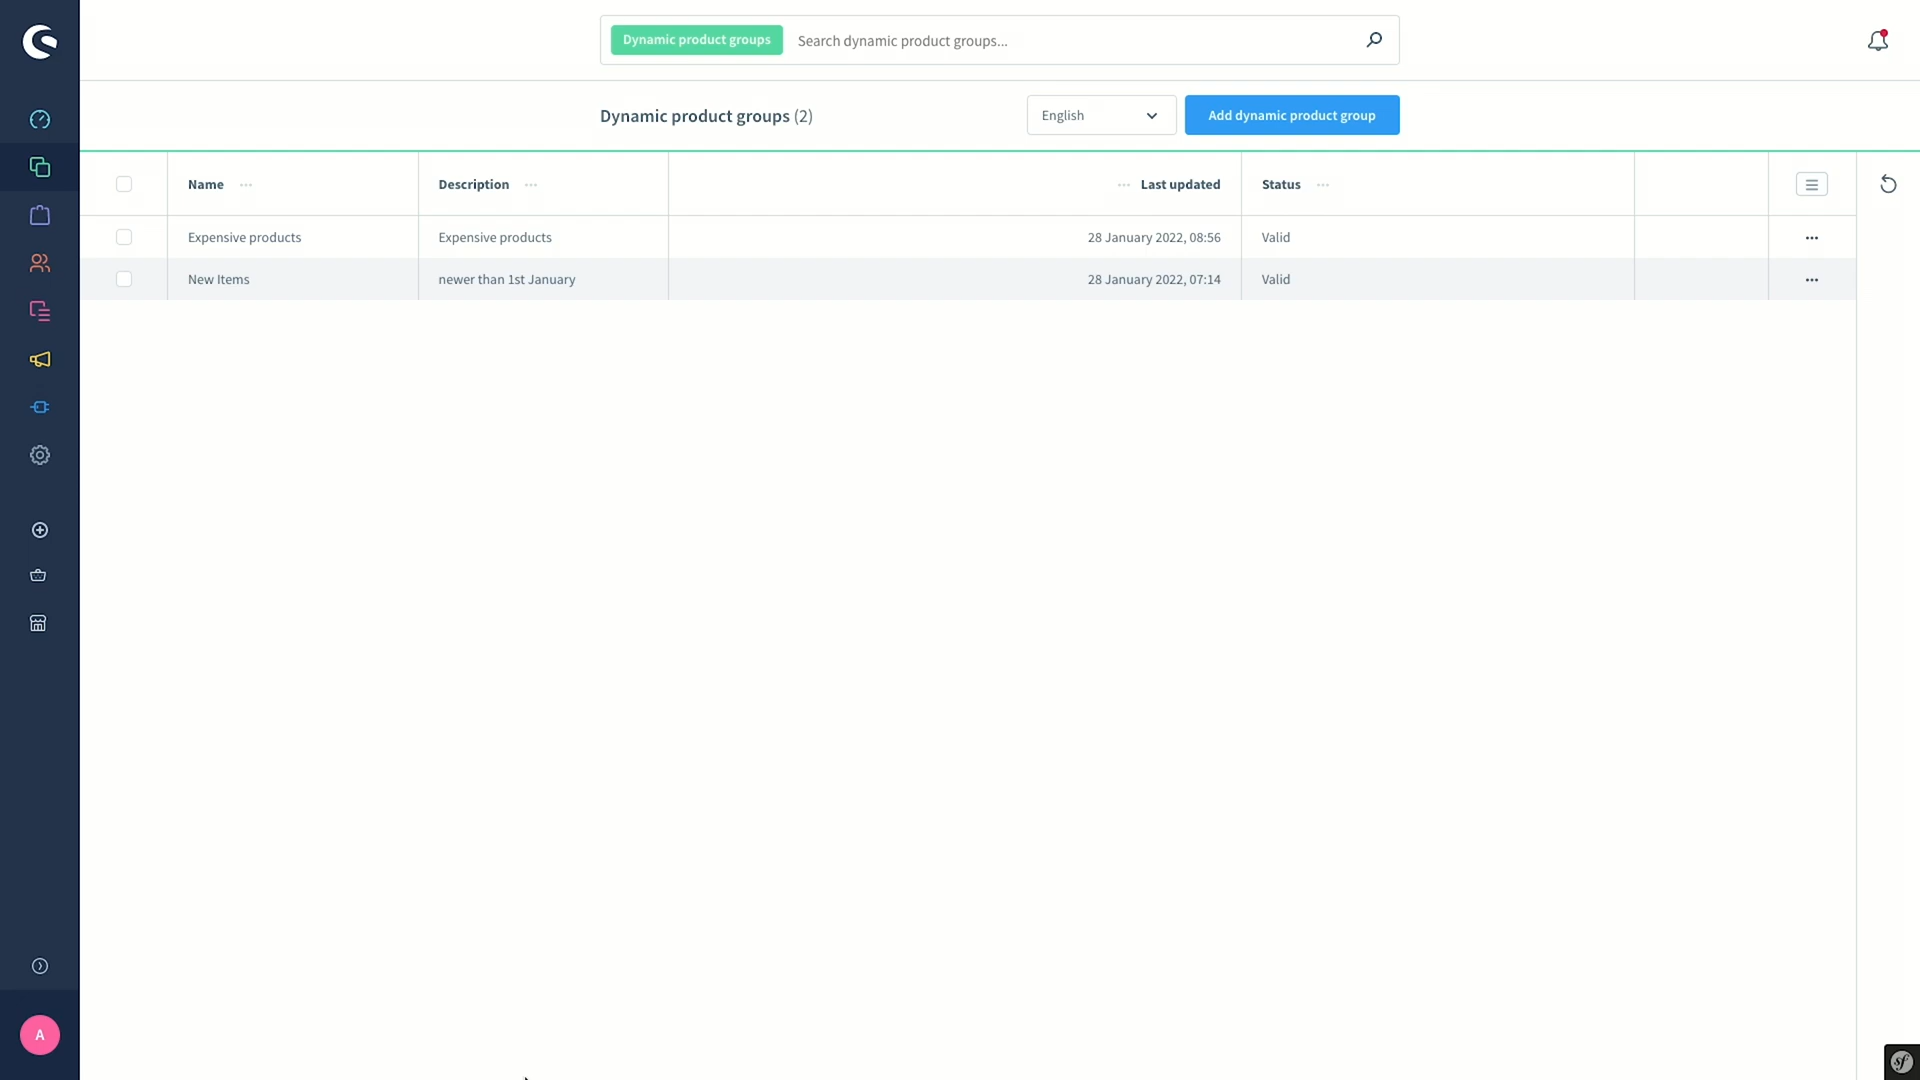 Dynamic product groups Search dynamic product groups...
Dynamic product groups (2) English Add dynamic product group
Name Description Last updated Status
Expensive products Expensive products 28 January 2022, 08:56 Valid
New Items newer than 1st January 28 January 2022, 07:14 Valid
A
sf